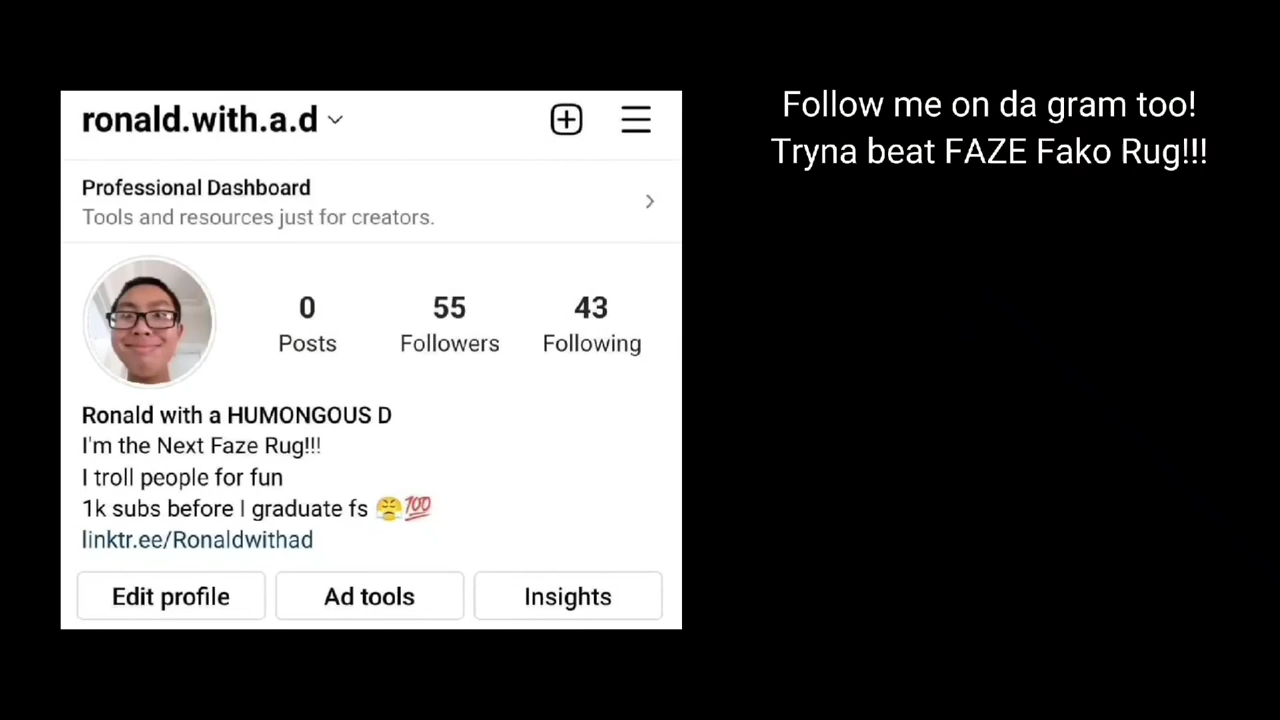 ronald.with.a.d
Follow me on da gram too!
Tryna beat FAZE Fako Rug!!!
Professional Dashboard
Tools and resources just for creators.
0
55
43
Posts
Followers
Following
Ronald with a HUMONGOUS D
I'm the Next Faze Rug!!!
I troll people for fun
1k subs before I graduate fs 😤💯
linktr.ee/Ronaldwithad
Edit profile
Ad tools
Insights